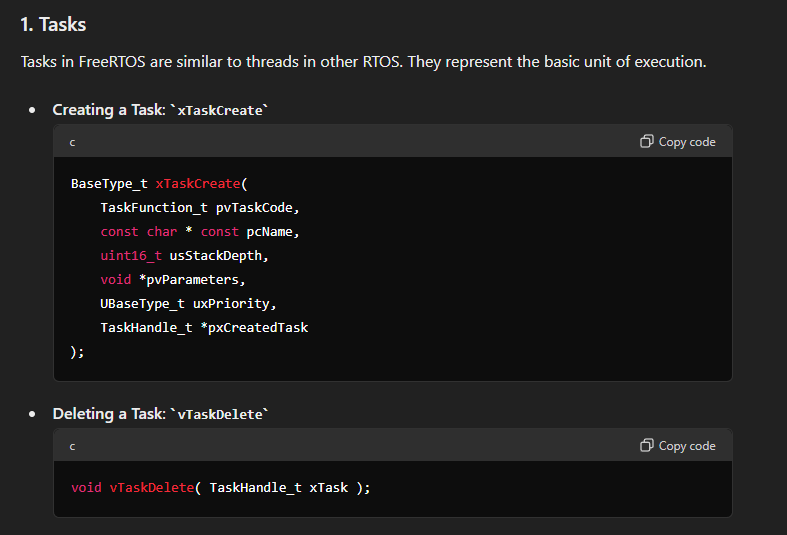 1. Tasks
Tasks in FreeRTOS are similar to threads in other RTOS. They represent the basic unit of execution.
• Creating a Task: `xTaskCreate`
c Copy code
BaseType_t xTaskCreate(
    TaskFunction_t pvTaskCode,
    const char * const pcName,
    uint16_t usStackDepth,
    void *pvParameters,
    UBaseType_t uxPriority,
    TaskHandle_t *pxCreatedTask
);
• Deleting a Task: `vTaskDelete`
c Copy code
void vTaskDelete( TaskHandle_t xTask );